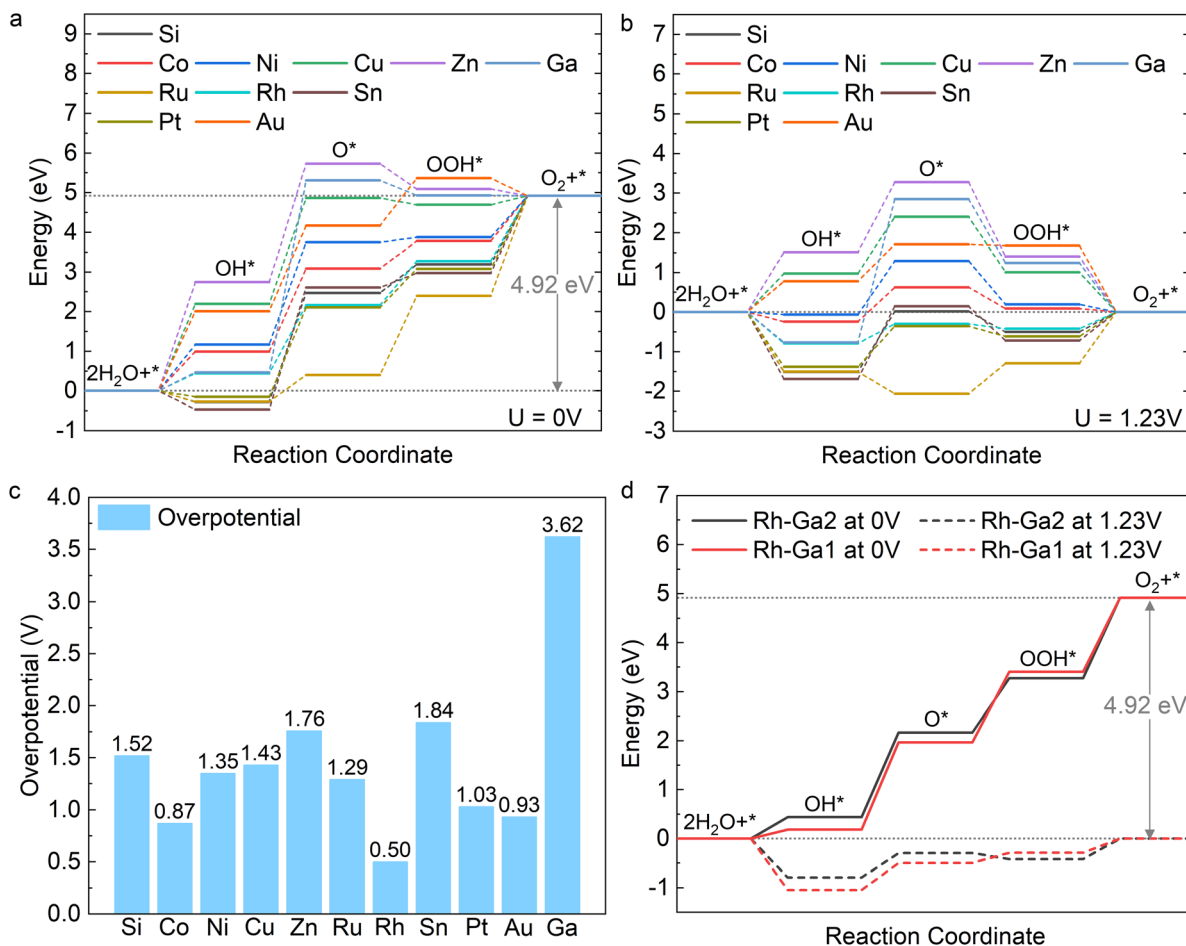 a
Si
Co Ni Cu Zn Ga
Ru Rh Sn
Pt Au
O*
OOH*
O₂+*
OH*
2H₂O+*
4.92 eV
U = 0V
9
8
7
6
5
4
3
2
1
0
-1
Energy (eV)
Reaction Coordinate
b
Si
Co Ni Cu Zn Ga
Ru Rh Sn
Pt Au
O*
OH*
OOH*
2H₂O+*
O₂+*
U = 1.23V
7
6
5
4
3
2
1
0
-1
-2
-3
Energy (eV)
Reaction Coordinate
c
Overpotential
4.0
3.5
3.0
2.5
2.0
1.5
1.0
0.5
0.0
Overpotential (V)
1.52 0.87 1.35 1.43 1.76 1.29 0.50 1.84 1.03 0.93 3.62
Si Co Ni Cu Zn Ru Rh Sn Pt Au Ga
d
Rh-Ga2 at 0V Rh-Ga2 at 1.23V
Rh-Ga1 at 0V Rh-Ga1 at 1.23V
O₂+*
OOH*
O*
OH*
2H₂O+*
4.92 eV
7
6
5
4
3
2
1
0
-1
Energy (eV)
Reaction Coordinate